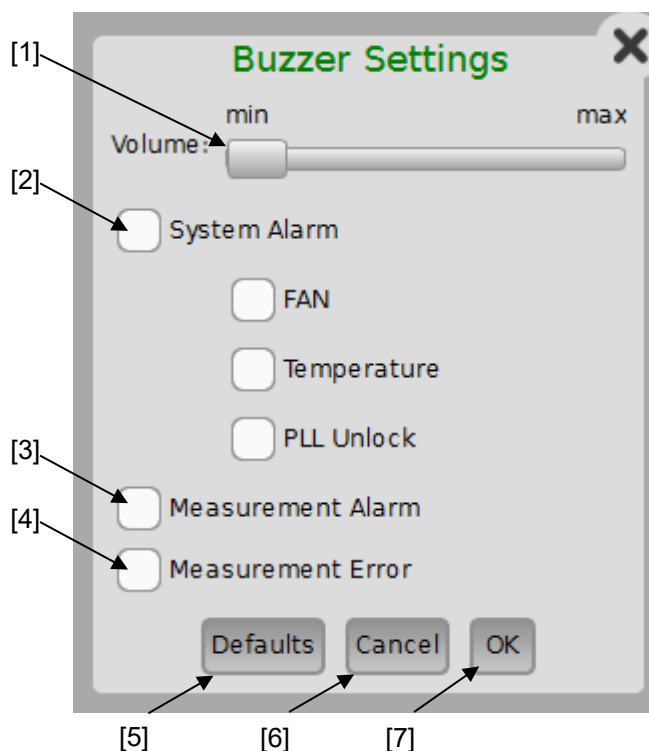 [1]
Buzzer Settings
min max
Volume:
[2]
System Alarm
FAN
Temperature
PLL Unlock
[3]
Measurement Alarm
[4]
Measurement Error
Defaults Cancel OK
[5] [6] [7]